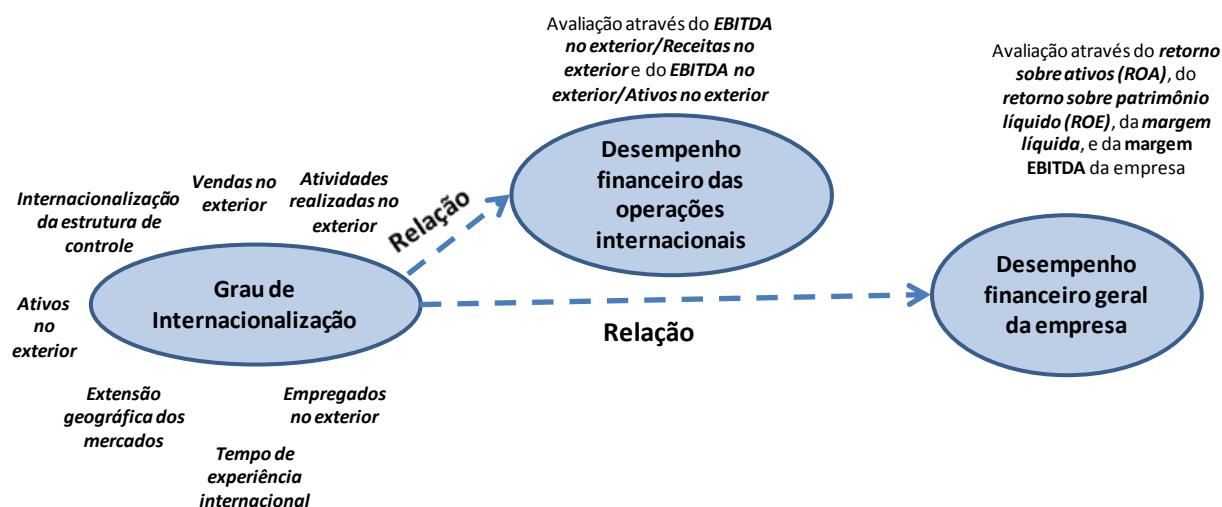 Avaliação através do EBITDA
no exterior/Receitas no
exterior e do EBITDA no
exterior/Ativos no exterior
Avaliação através do retorno
sobre ativos (ROA), do
retorno sobre patrimônio
líquido (ROE), da margem
líquida, e da margem
EBITDA da empresa
Desempenho
financeiro das
operações
internacionais
Internacionalização
da estrutura de
controle
Vendas no
exterior
Atividades
realizadas no
exterior
Relação
Grau de
Internacionalização
Relação
Desempenho
financeiro geral
da empresa
Ativos
no
exterior
Extensão
geográfica dos
mercados
Tempo de
experiência
internacional
Empregados
no exterior